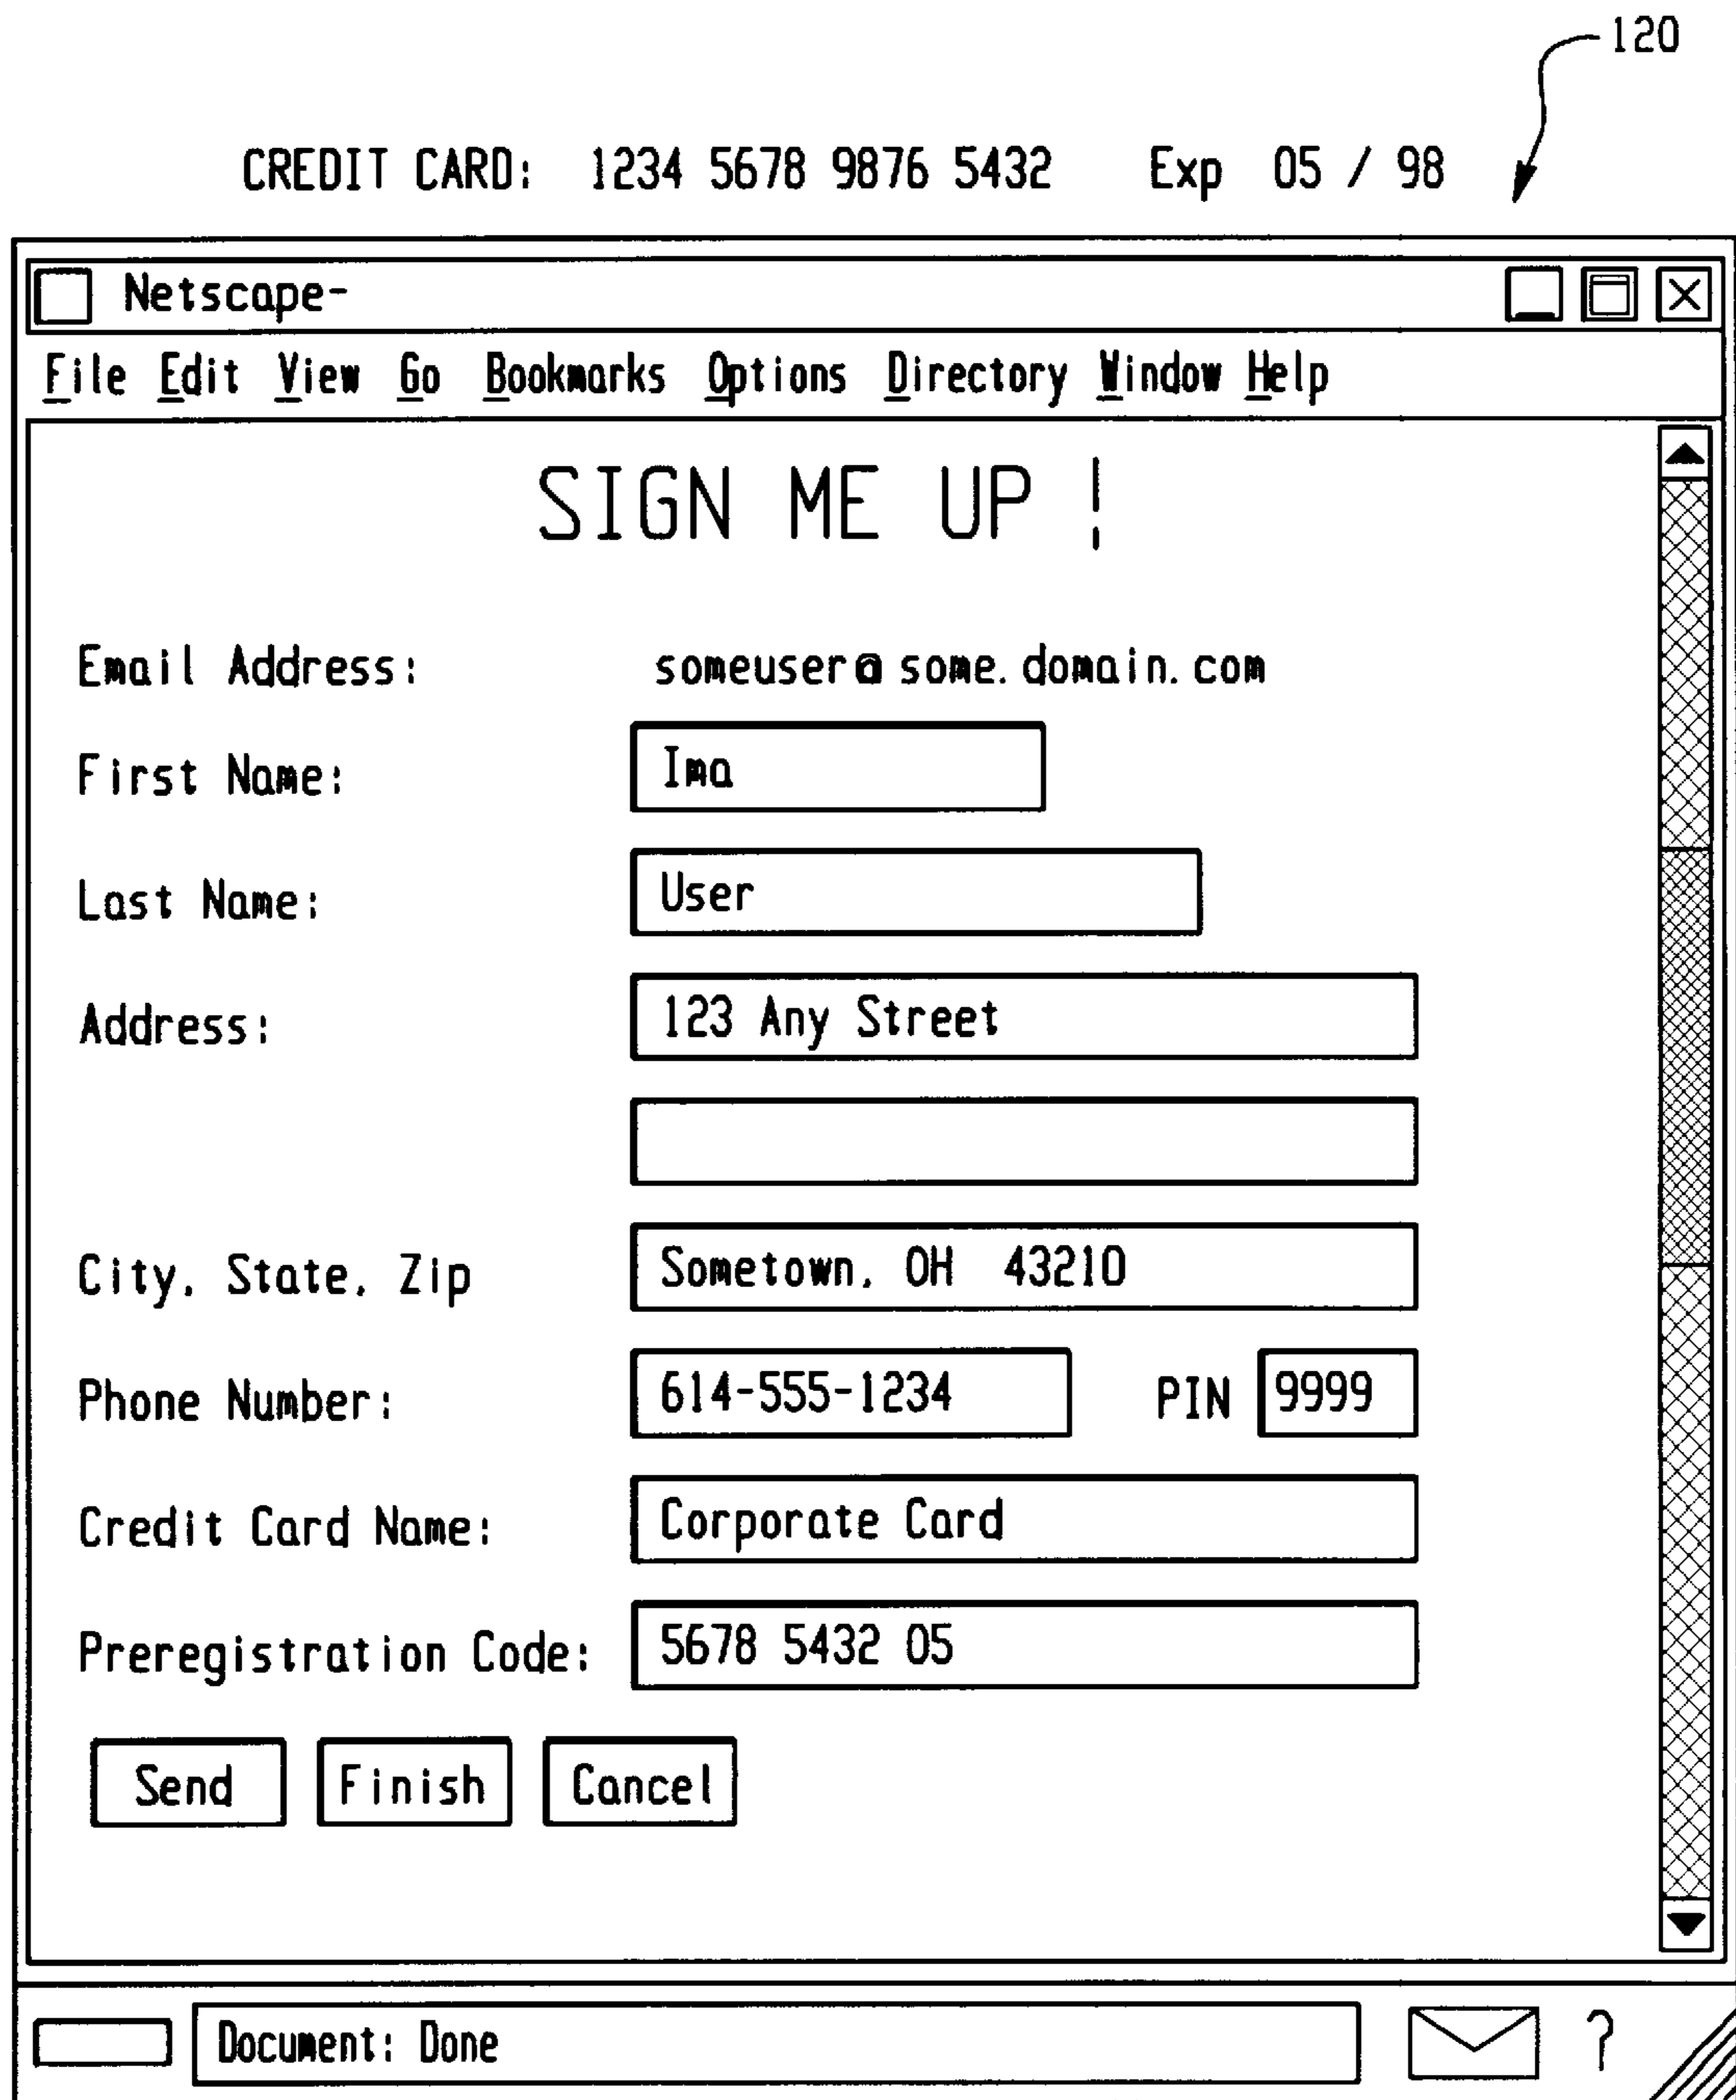 120
CREDIT CARD: 1234 5678 9876 5432 Exp 05 / 98
Netscape-
File Edit View Go Bookmarks Options Directory Window Help
SIGN ME UP !
Email Address: someuser@some.domain.com
First Name: Ima
Last Name: User
Address: 123 Any Street
City, State, Zip Sometown, OH 43210
Phone Number: 614-555-1234 PIN 9999
Credit Card Name: Corporate Card
Preregistration Code: 5678 5432 05
Send Finish Cancel
Document: Done ?